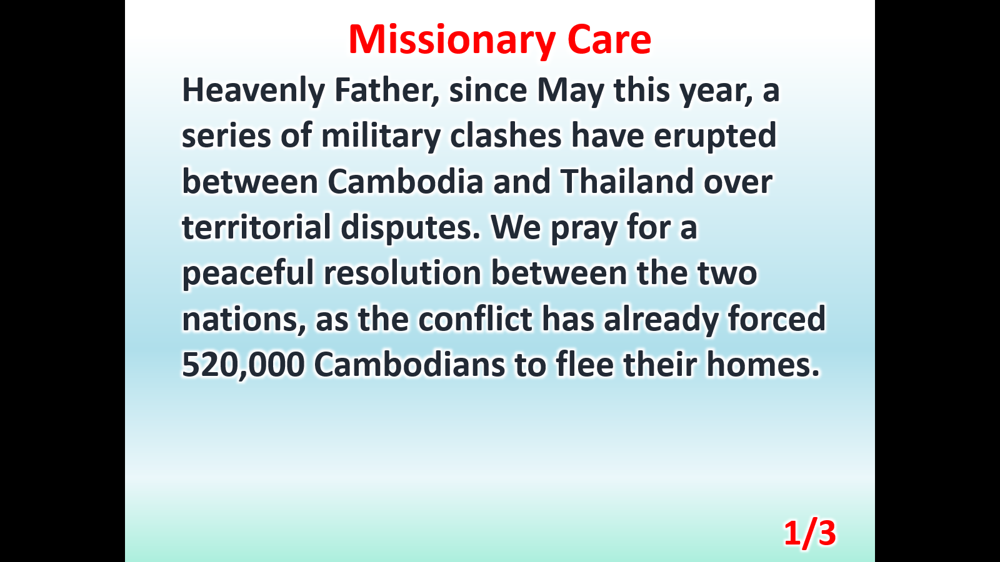 Missionary Care
Heavenly Father, since May this year, a
series of military clashes have erupted
between Cambodia and Thailand over
territorial disputes. We pray for a
peaceful resolution between the two
nations, as the conflict has already forced
520,000 Cambodians to flee their homes.
1/3